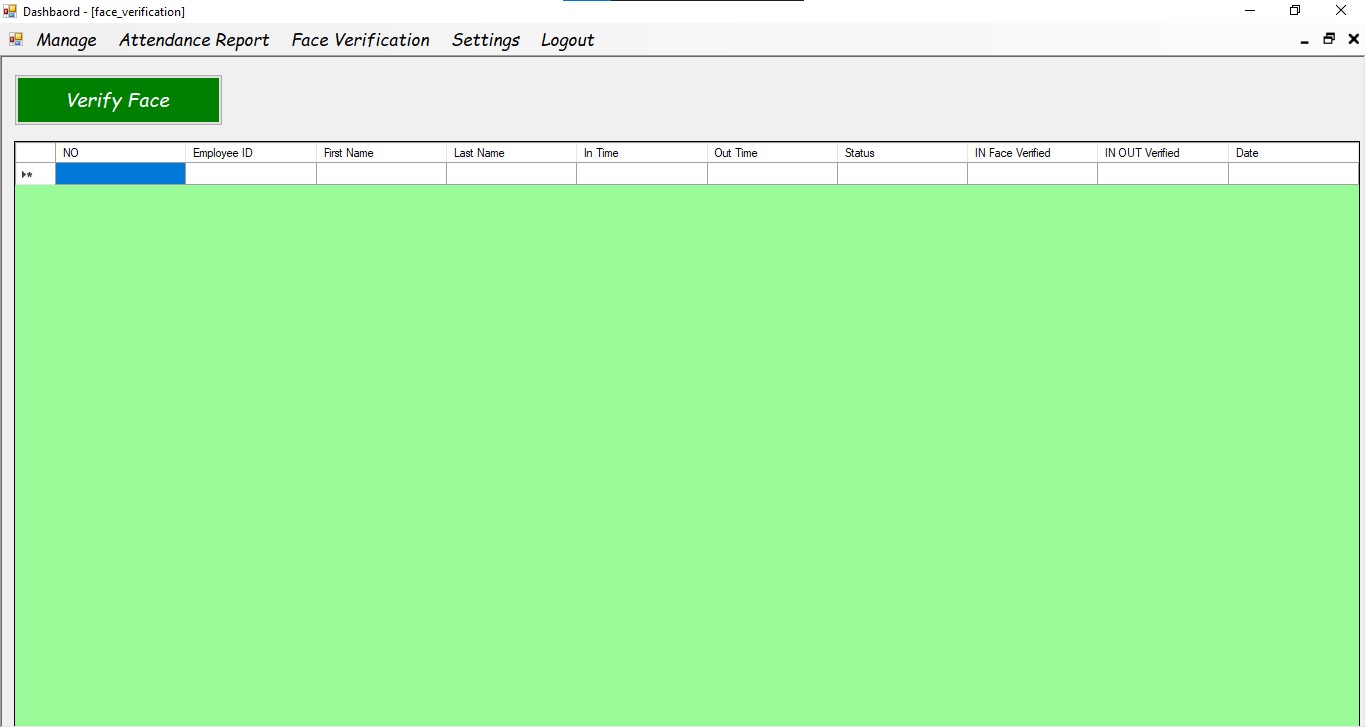 Dashbaord - [face_verification]
Manage Attendance Report Face Verification Settings Logout
Verify Face
NO Employee ID First Name Last Name In Time Out Time Status IN Face Verified IN OUT Verified Date